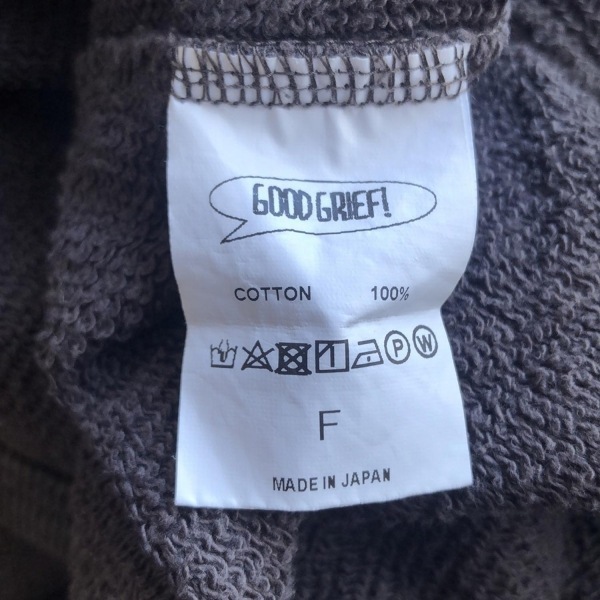 GOOD GRIEF!
COTTON 100%
P W
F
MADE IN JAPAN